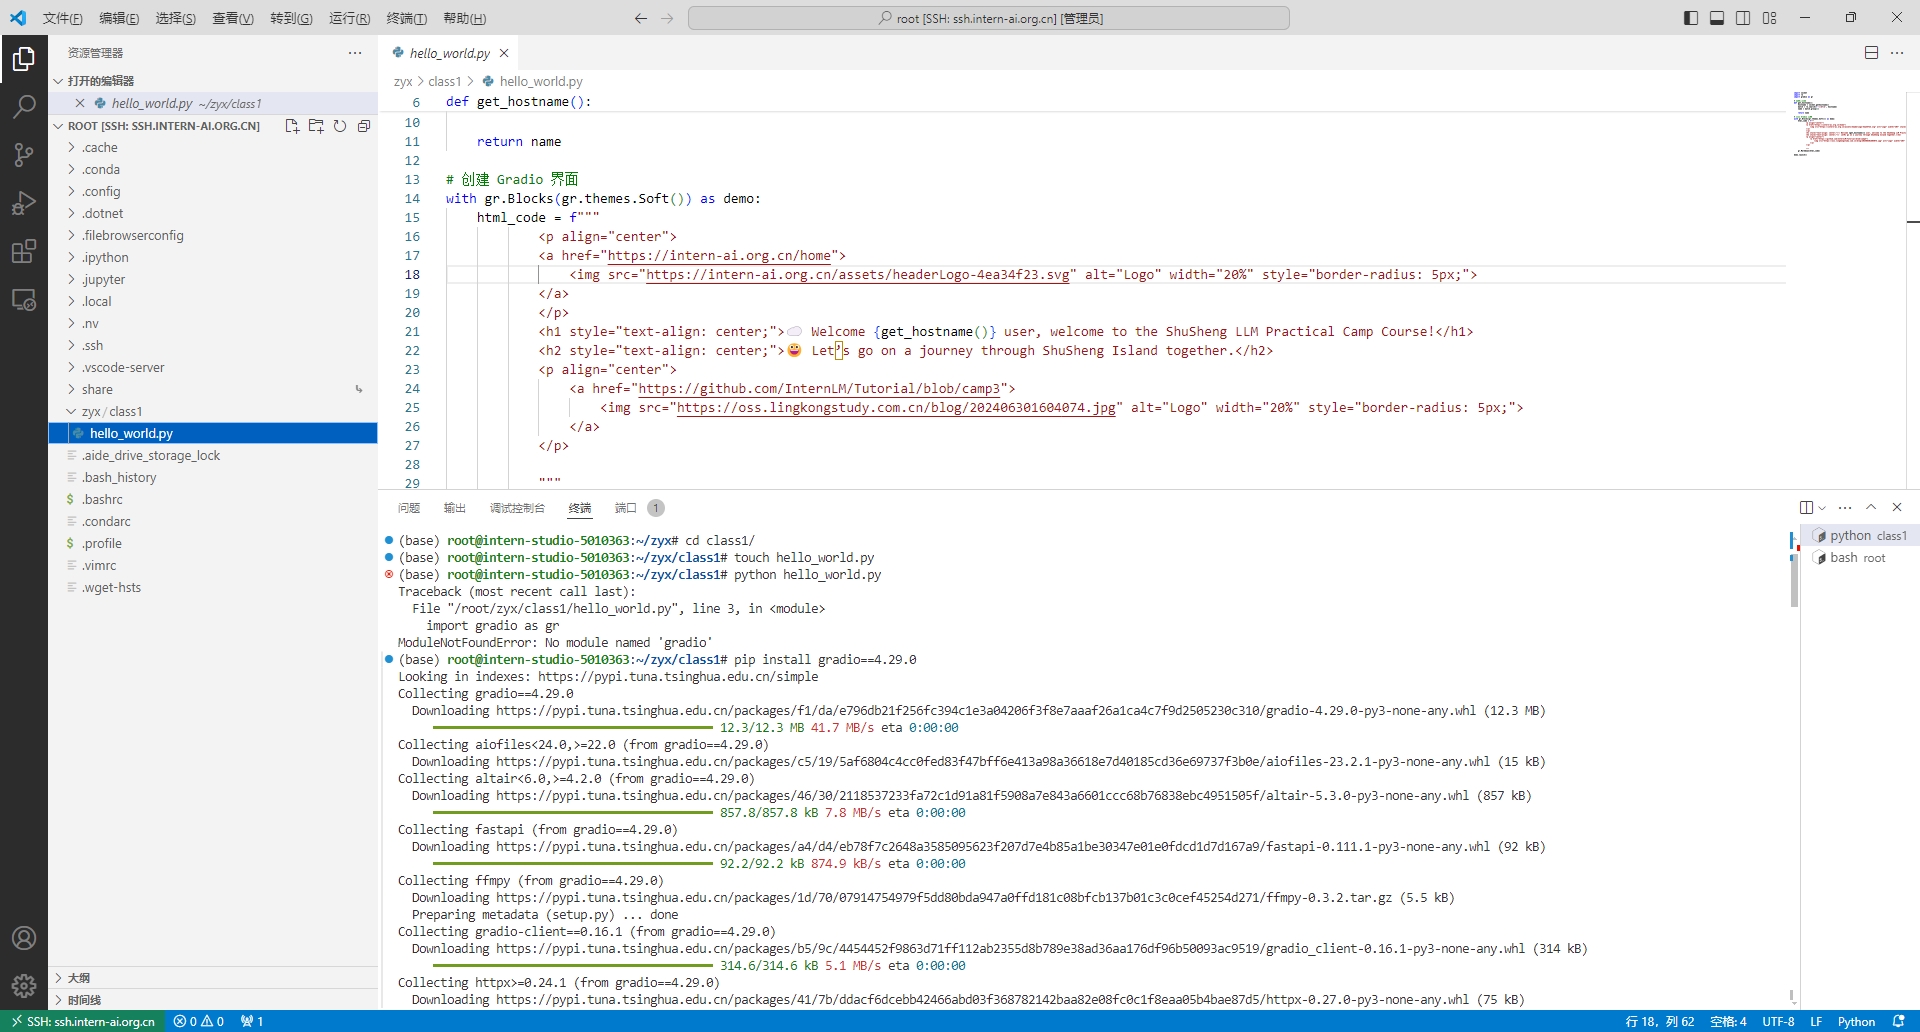 文件(F) 编辑(E) 选择(S) 查看(V) 转到(G) 运行(R) 终端(T) 帮助(H)
root [SSH: ssh.intern-ai.org.cn] [管理员]
资源管理器
打开的编辑器
hello_world.py ~/zyx/class1
ROOT [SSH: SSH.INTERN-AI.ORG.CN]
.cache
.conda
.config
.dotnet
.filebrowserconfig
.ipython
.jupyter
.local
.nv
.ssh
.vscode-server
share
zyx / class1
hello_world.py
.aide_drive_storage_lock
.bash_history
.bashrc
.condarc
.profile
.vimrc
.wget-hsts
大纲
时间线
hello_world.py
zyx > class1 > hello_world.py
6 def get_hostname():
10
11 return name
12
13 # 创建 Gradio 界面
14 with gr.Blocks(gr.themes.Soft()) as demo:
15 html_code = f"""
16 <p align="center">
17 <a href="https://intern-ai.org.cn/home">
18 <img src="https://intern-ai.org.cn/assets/headerLogo-4ea34f23.svg" alt="Logo" width="20%" style="border-radius: 5px;">
19 </a>
20 </p>
21 <h1 style="text-align: center;">☁️ Welcome {get_hostname()} user, welcome to the ShuSheng LLM Practical Camp Course!</h1>
22 <h2 style="text-align: center;">😀 Let’s go on a journey through ShuSheng Island together.</h2>
23 <p align="center">
24 <a href="https://github.com/InternLM/Tutorial/blob/camp3">
25 <img src="https://oss.lingkongstudy.com.cn/blog/202406301604074.jpg" alt="Logo" width="20%" style="border-radius: 5px;">
26 </a>
27 </p>
28
29 """
问题 输出 调试控制台 终端 端口 1
(base) root@intern-studio-5010363:~/zyx# cd class1/
(base) root@intern-studio-5010363:~/zyx/class1# touch hello_world.py
(base) root@intern-studio-5010363:~/zyx/class1# python hello_world.py
Traceback (most recent call last):
File "/root/zyx/class1/hello_world.py", line 3, in <module>
import gradio as gr
ModuleNotFoundError: No module named 'gradio'
(base) root@intern-studio-5010363:~/zyx/class1# pip install gradio==4.29.0
Looking in indexes: https://pypi.tuna.tsinghua.edu.cn/simple
Collecting gradio==4.29.0
Downloading https://pypi.tuna.tsinghua.edu.cn/packages/f1/da/e796db21f256fc394c1e3a04206f3f8e7aaaf26a1ca4c7f9d2505230c310/gradio-4.29.0-py3-none-any.whl (12.3 MB)
12.3/12.3 MB 41.7 MB/s eta 0:00:00
Collecting aiofiles<24.0,>=22.0 (from gradio==4.29.0)
Downloading https://pypi.tuna.tsinghua.edu.cn/packages/c5/19/5af6804c4cc0fed83f47bff6e413a98a36618e7d40185cd36e69737f3b0e/aiofiles-23.2.1-py3-none-any.whl (15 kB)
Collecting altair<6.0,>=4.2.0 (from gradio==4.29.0)
Downloading https://pypi.tuna.tsinghua.edu.cn/packages/46/30/2118537233fa72c1d91a81f5908a7e843a6601ccc68b76838ebc4951505f/altair-5.3.0-py3-none-any.whl (857 kB)
857.8/857.8 kB 7.8 MB/s eta 0:00:00
Collecting fastapi (from gradio==4.29.0)
Downloading https://pypi.tuna.tsinghua.edu.cn/packages/a4/d4/eb78f7c2648a3585095623f207d7e4b85a1be30347e01e0fdcd1d7d167a9/fastapi-0.111.1-py3-none-any.whl (92 kB)
92.2/92.2 kB 874.9 kB/s eta 0:00:00
Collecting ffmpy (from gradio==4.29.0)
Downloading https://pypi.tuna.tsinghua.edu.cn/packages/1d/70/07914754979f5dd80bda947a0ffd181c08bfcb137b01c3c0cef45254d271/ffmpy-0.3.2.tar.gz (5.5 kB)
Preparing metadata (setup.py) ... done
Collecting gradio-client==0.16.1 (from gradio==4.29.0)
Downloading https://pypi.tuna.tsinghua.edu.cn/packages/b5/9c/4454452f9863d71ff112ab2355d8b789e38ad36aa176df96b50093ac9519/gradio_client-0.16.1-py3-none-any.whl (314 kB)
314.6/314.6 kB 5.1 MB/s eta 0:00:00
Collecting httpx>=0.24.1 (from gradio==4.29.0)
Downloading https://pypi.tuna.tsinghua.edu.cn/packages/41/7b/ddacf6dcebb42466abd03f368782142baa82e08fc0c1f8eaa05b4bae87d5/httpx-0.27.0-py3-none-any.whl (75 kB)
python class1
bash root
SSH: ssh.intern-ai.org.cn 0 0 1
行 18，列 62 空格: 4 UTF-8 LF Python